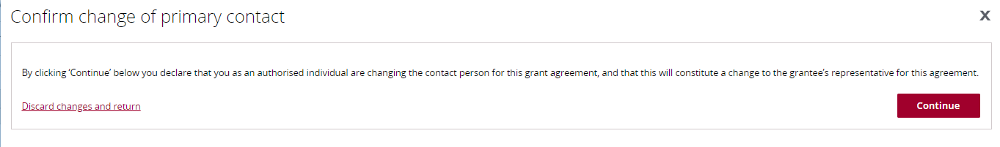 Confirm change of primary contact
X
By clicking ‘Continue’ below you declare that you as an authorised individual are changing the contact person for this grant agreement, and that this will constitute a change to the grantee’s representative for this agreement.
Discard changes and return
Continue